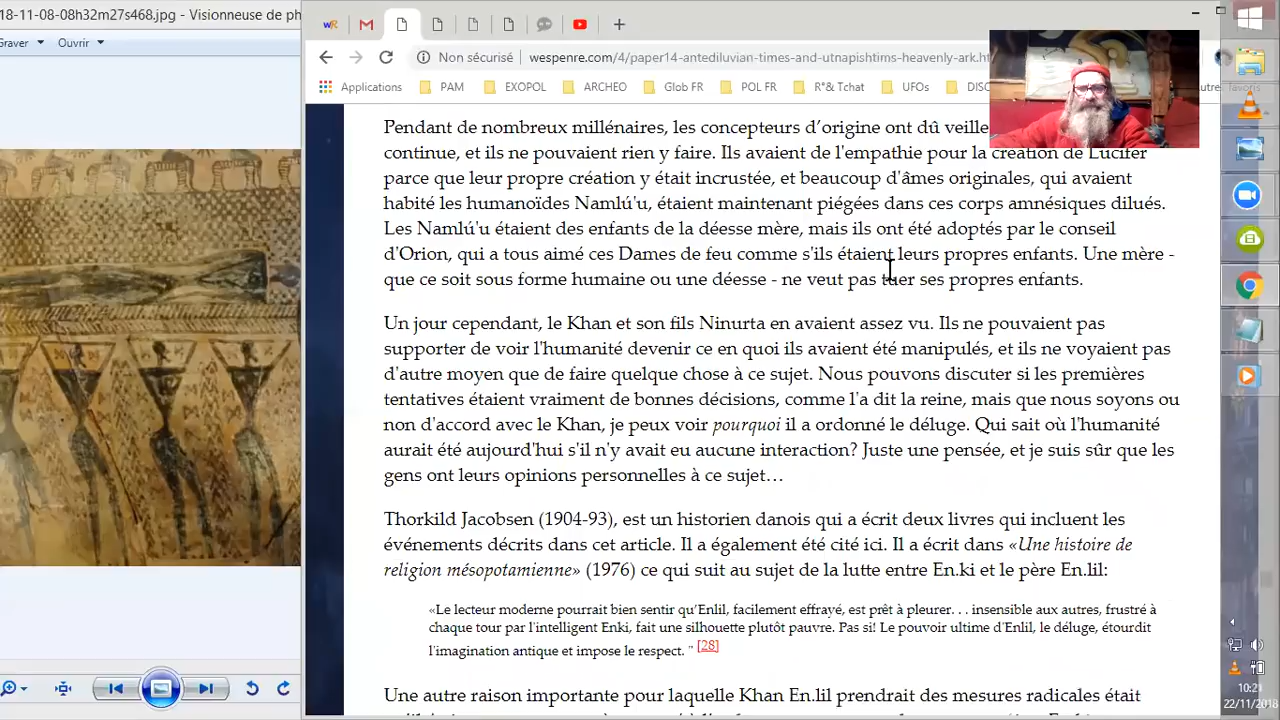 18-11-08-08h32m27s468.jpg - Visionneuse de ph
Graver Ouvrir
wR
Non sécurisé wespenre.com/4/paper14-antediluvian-times-and-utnapishtims-heavenly-ark.ht
Applications PAM EXOPOL ARCHEO Glob FR POL FR R°& Tchat UFOs Autres favoris
Pendant de nombreux millénaires, les concepteurs d'origine ont dû veille
continue, et ils ne pouvaient rien y faire. Ils avaient de l'empathie pour la création de Lucifer
parce que leur propre création y était incrustée, et beaucoup d'âmes originales, qui avaient
habité les humanoïdes Namlú'u, étaient maintenant piégées dans ces corps amnésiques dilués.
Les Namlú'u étaient des enfants de la déesse mère, mais ils ont été adoptés par le conseil
d'Orion, qui a tous aimé ces Dames de feu comme s'ils étaient leurs propres enfants. Une mère -
que ce soit sous forme humaine ou une déesse - ne veut pas tuer ses propres enfants.
Un jour cependant, le Khan et son fils Ninurta en avaient assez vu. Ils ne pouvaient pas
supporter de voir l'humanité devenir ce en quoi ils avaient été manipulés, et ils ne voyaient pas
d'autre moyen que de faire quelque chose à ce sujet. Nous pouvons discuter si les premières
tentatives étaient vraiment de bonnes décisions, comme l'a dit la reine, mais que nous soyons ou
non d'accord avec le Khan, je peux voir pourquoi il a ordonné le déluge. Qui sait où l'humanité
aurait été aujourd'hui s'il n'y avait eu aucune interaction? Juste une pensée, et je suis sûr que les
gens ont leurs opinions personnelles à ce sujet…
Thorkild Jacobsen (1904-93), est un historien danois qui a écrit deux livres qui incluent les
événements décrits dans cet article. Il a également été cité ici. Il a écrit dans «Une histoire de
religion mésopotamienne» (1976) ce qui suit au sujet de la lutte entre En.ki et le père En.lil:
«Le lecteur moderne pourrait bien sentir qu'Enlil, facilement effrayé, est prêt à pleurer. . . insensible aux autres, frustré à
chaque tour par l'intelligent Enki, fait une silhouette plutôt pauvre. Pas si! Le pouvoir ultime d'Enlil, le déluge, étourdit
l'imagination antique et impose le respect. " [28]
Une autre raison importante pour laquelle Khan En.lil prendrait des mesures radicales était
10:21
22/11/2018